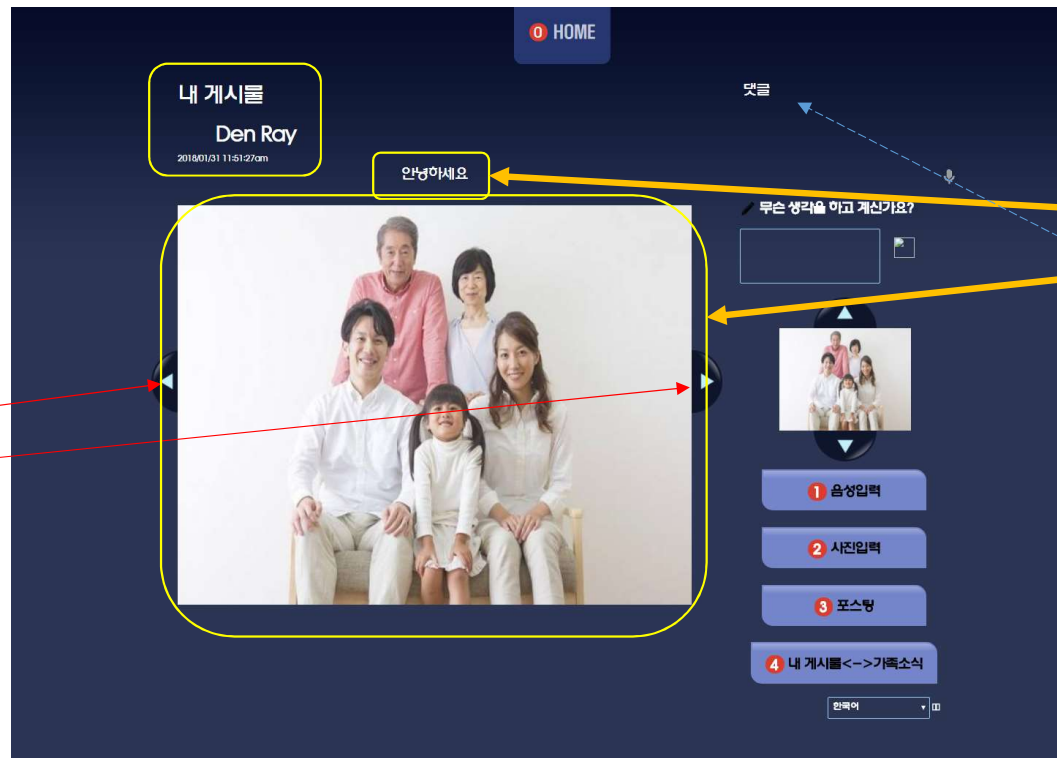 0 HOME
내 게시물
Den Ray
2018/01/31 11:51:27am
안녕하세요
댓글
무슨 생각을 하고 계신가요?
1 음성입력
2 사진입력
3 포스팅
4 내 게시물<->가족소식
한국어